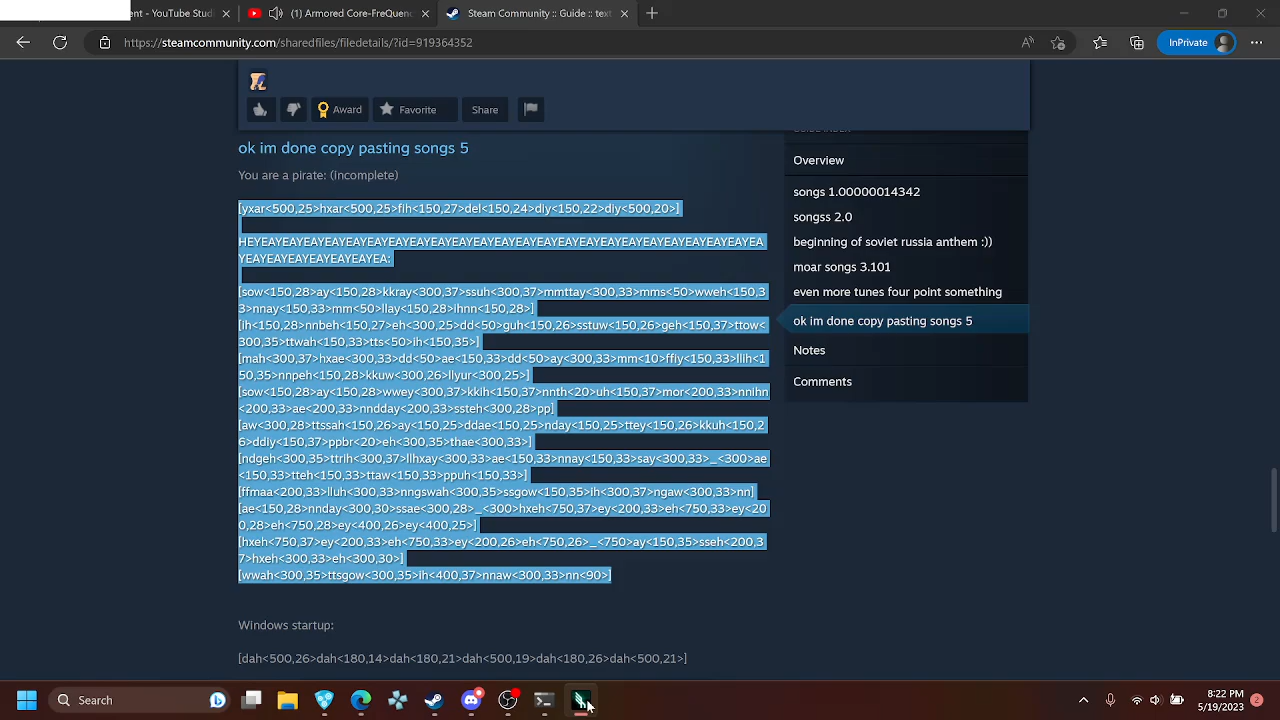 ent - YouTube Studi
(1) Armored Core-FreQuenc
Steam Community :: Guide :: text
https://steamcommunity.com/sharedfiles/filedetails/?id=919364352
InPrivate
Award
Favorite
Share
ok im done copy pasting songs 5
You are a pirate: (Incomplete)
[yxar<500,25>hxar<500,25>fih<150,27>del<150,24>diy<150,22>diy<500,20>]
HEYEAYEAYEAYEAYEAYEAYEAYEAYEAYEAYEAYEAYEAYEAYEAYEAYEAYEAYEAYEAYEAYEAYEA
YEAYEAYEAYEAYEAYEAYEA:
[sow<150,28>ay<150,28>kkray<300,37>ssuh<300,37>mmttay<300,33>mms<50>wweh<150,3
3>nnay<150,33>mm<50>llay<150,28>ihnn<150,28>]
[ih<150,28>nnbeh<150,27>eh<300,25>dd<50>guh<150,26>sstuw<150,26>geh<150,37>ttow<
300,35>ttwah<150,33>tts<50>ih<150,35>]
[mah<300,37>hxae<300,33>dd<50>ae<150,33>dd<50>ay<300,33>mm<10>ffiy<150,33>llih<1
50,35>nnpeh<150,28>kkuw<300,26>llyur<300,25>]
[sow<150,28>ay<150,28>wwey<300,37>kkih<150,37>nnth<20>uh<150,37>mor<200,33>nnihn
<200,33>ae<200,33>nndday<200,33>ssteh<300,28>pp]
[aw<300,28>ttssah<150,26>ay<150,25>ddae<150,25>nday<150,25>ttey<150,26>kkuh<150,2
6>ddiy<150,37>ppbr<20>eh<300,35>thae<300,33>]
[ndgeh<300,35>ttrih<300,37>llhxay<300,33>ae<150,33>nnay<150,33>say<300,33>_<300>ae
<150,33>tteh<150,33>ttaw<150,33>ppuh<150,33>]
[ffmaa<200,33>lluh<300,33>nngswah<300,35>ssgow<150,35>ih<300,37>ngaw<300,33>nn]
[ae<150,28>nnday<300,30>ssae<300,28>_<300>hxeh<750,37>ey<200,33>eh<750,33>ey<20
0,28>eh<750,28>ey<400,26>ey<400,25>]
[hxeh<750,37>ey<200,33>eh<750,33>ey<200,26>eh<750,26>_<750>ay<150,35>sseh<200,3
7>hxeh<300,33>eh<300,30>]
[wwah<300,35>ttsgow<300,35>ih<400,37>nnaw<300,33>nn<90>]
Windows startup:
[dah<500,26>dah<180,14>dah<180,21>dah<500,19>dah<180,26>dah<500,21>]
Overview
songs 1.00000014342
songss 2.0
beginning of soviet russia anthem :))
moar songs 3.101
even more tunes four point something
ok im done copy pasting songs 5
Notes
Comments
Search
8:22 PM
5/19/2023
2